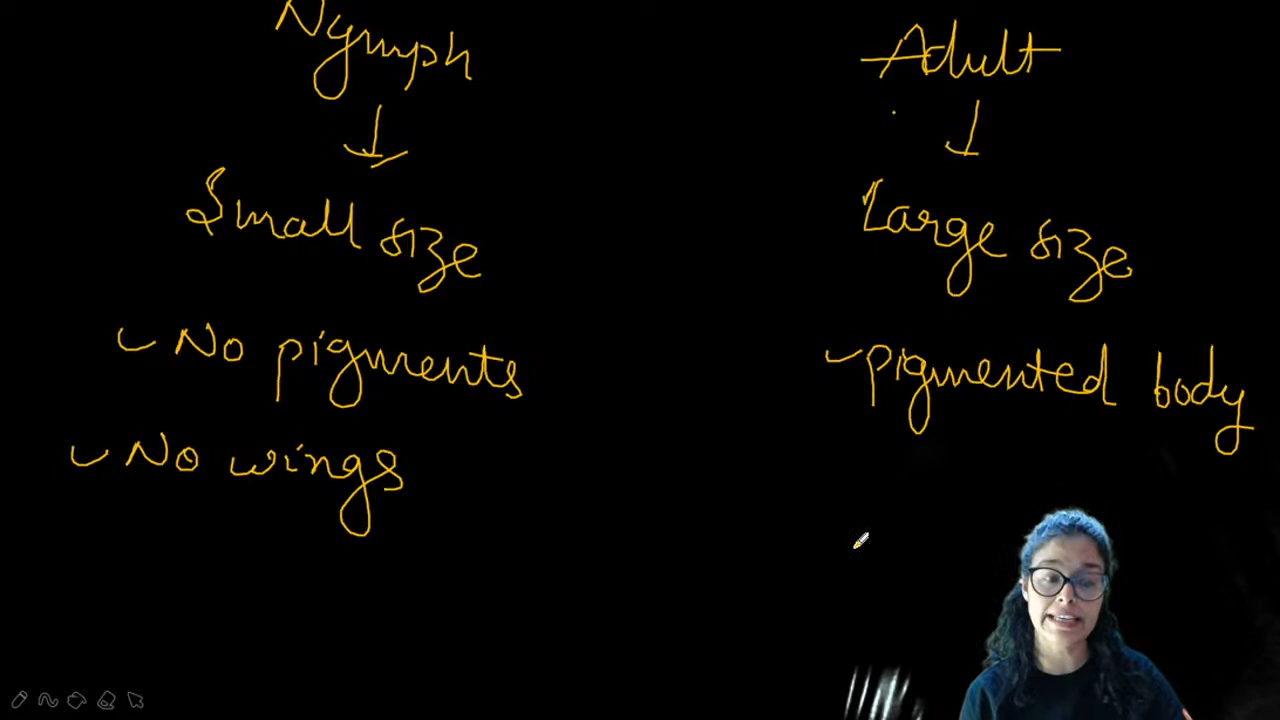 Nymph
Adult
Small size
Large size
No pigments
pigmented body
No wings